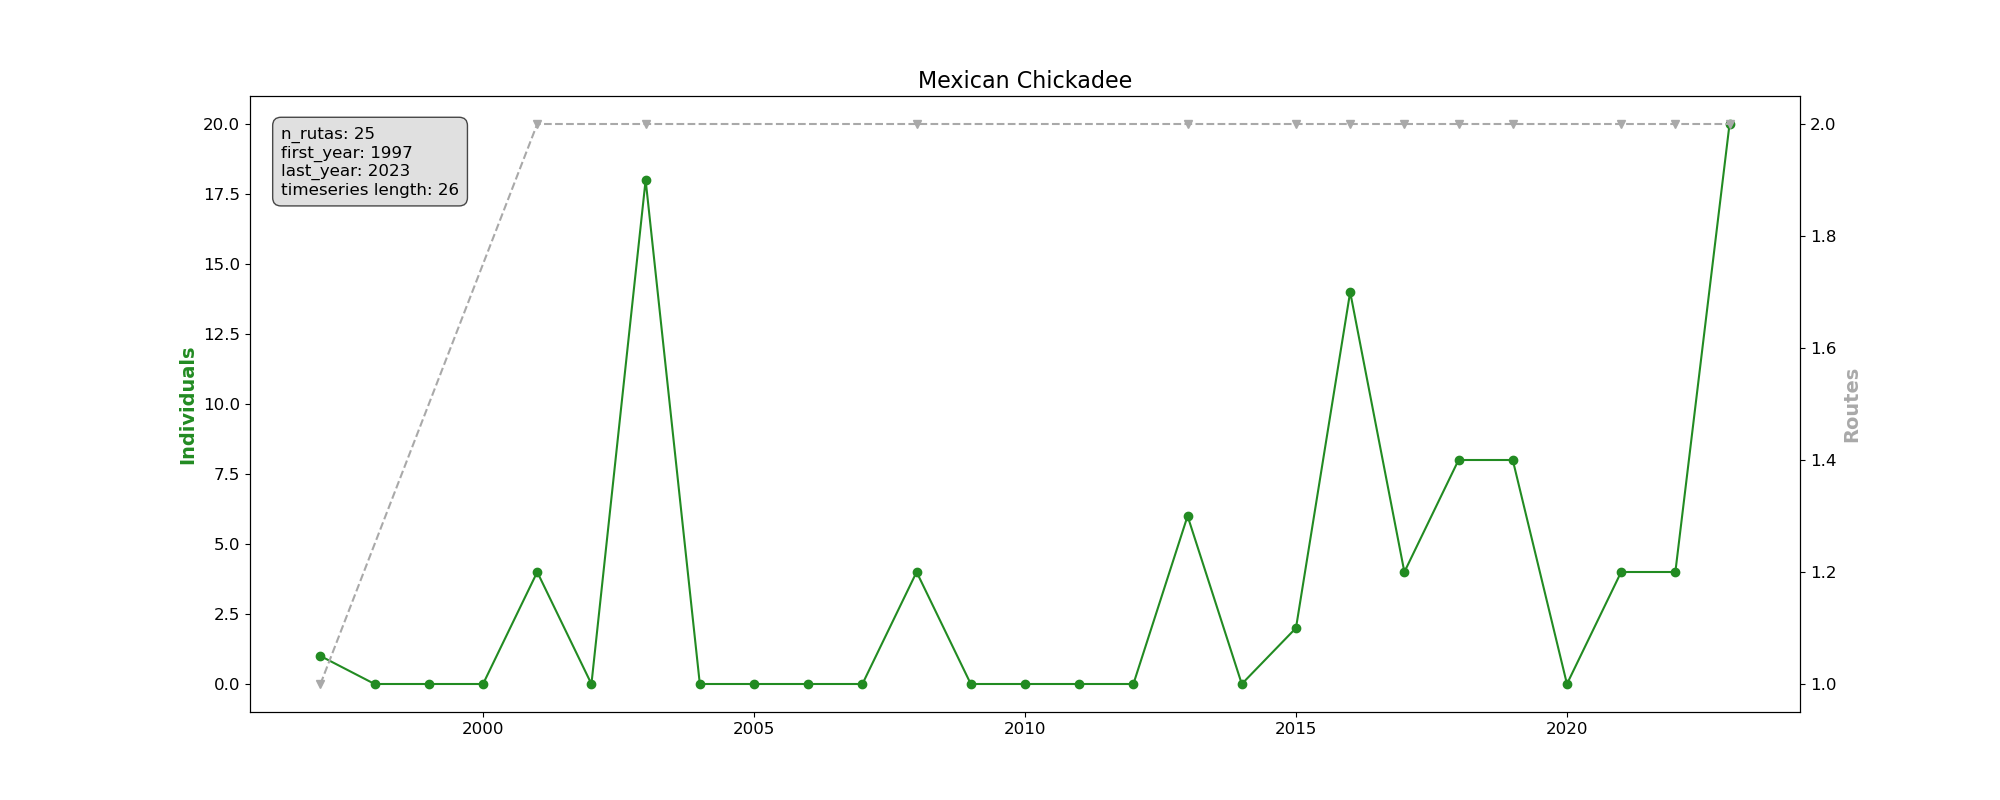 Mexican Chickadee
n_rutas: 25
first_year: 1997
last_year: 2023
timeseries length: 26
Individuals
20.0
17.5
15.0
12.5
10.0
7.5
5.0
2.5
0.0
2.0
1.8
1.6
1.4
1.2
1.0
Routes
2000
2005
2010
2015
2020